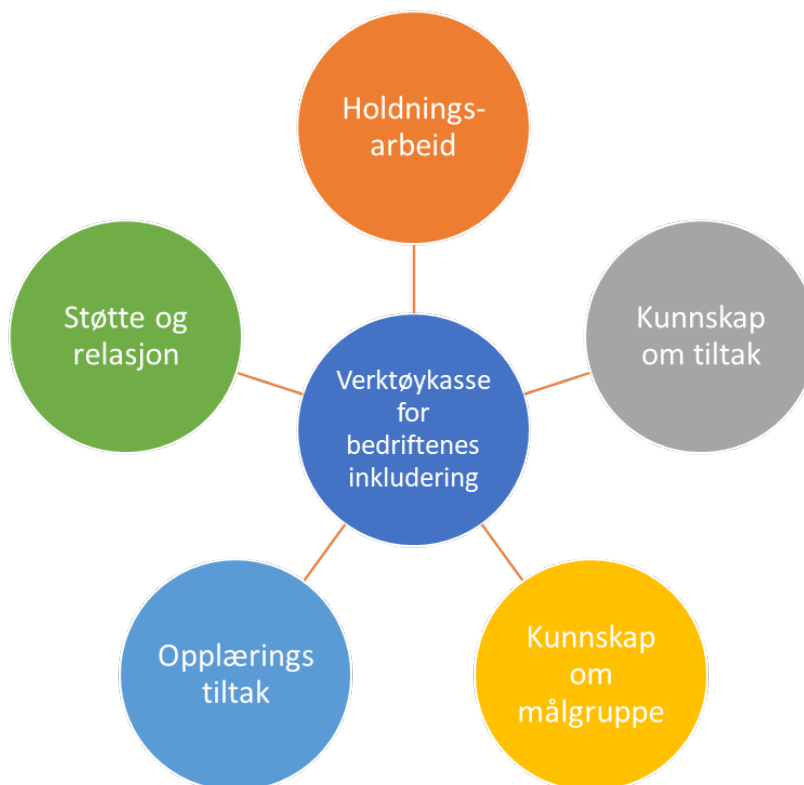 Holdnings-
arbeid
Støtte og
relasjon
Kunnskap
om tiltak
Verktøykasse
for
bedriftenes
inkludering
Opplærings
tiltak
Kunnskap
om
målgruppe